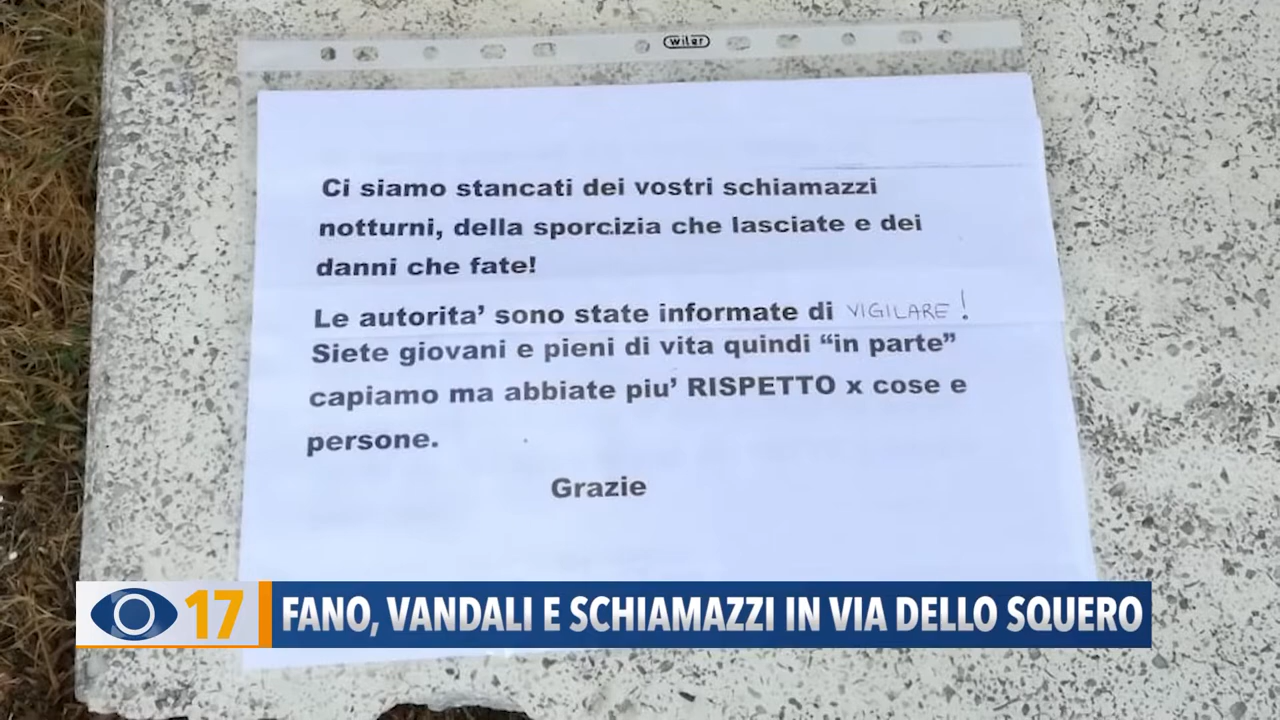 wiler
Ci siamo stancati dei vostri schiamazzi
notturni, della sporcizia che lasciate e dei
danni che fate!
Le autorita’ sono state informate di VIGILARE !
Siete giovani e pieni di vita quindi “in parte”
capiamo ma abbiate piu’ RISPETTO x cose e
persone.
Grazie
17 FANO, VANDALI E SCHIAMAZZI IN VIA DELLO SQUERO